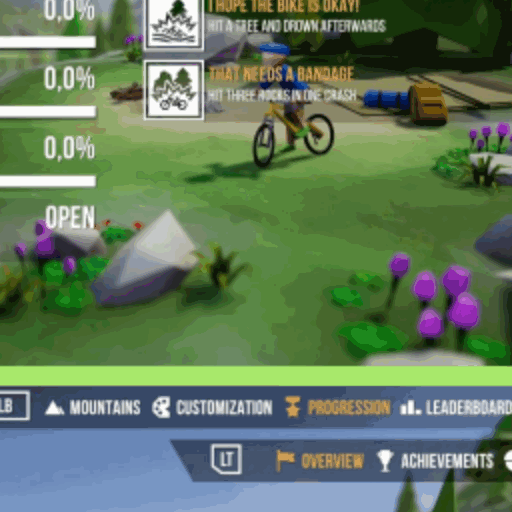 0,0%
I HOPE THE BIKE IS OKAY!
HIT A TREE AND DROWN AFTERWARDS
0,0%
THAT NEEDS A BANDAGE
HIT THREE ROCKS IN ONE CRASH
0,0%
OPEN
LB MOUNTAINS CUSTOMIZATION PROGRESSION LEADERBOARD
LT OVERVIEW ACHIEVEMENTS